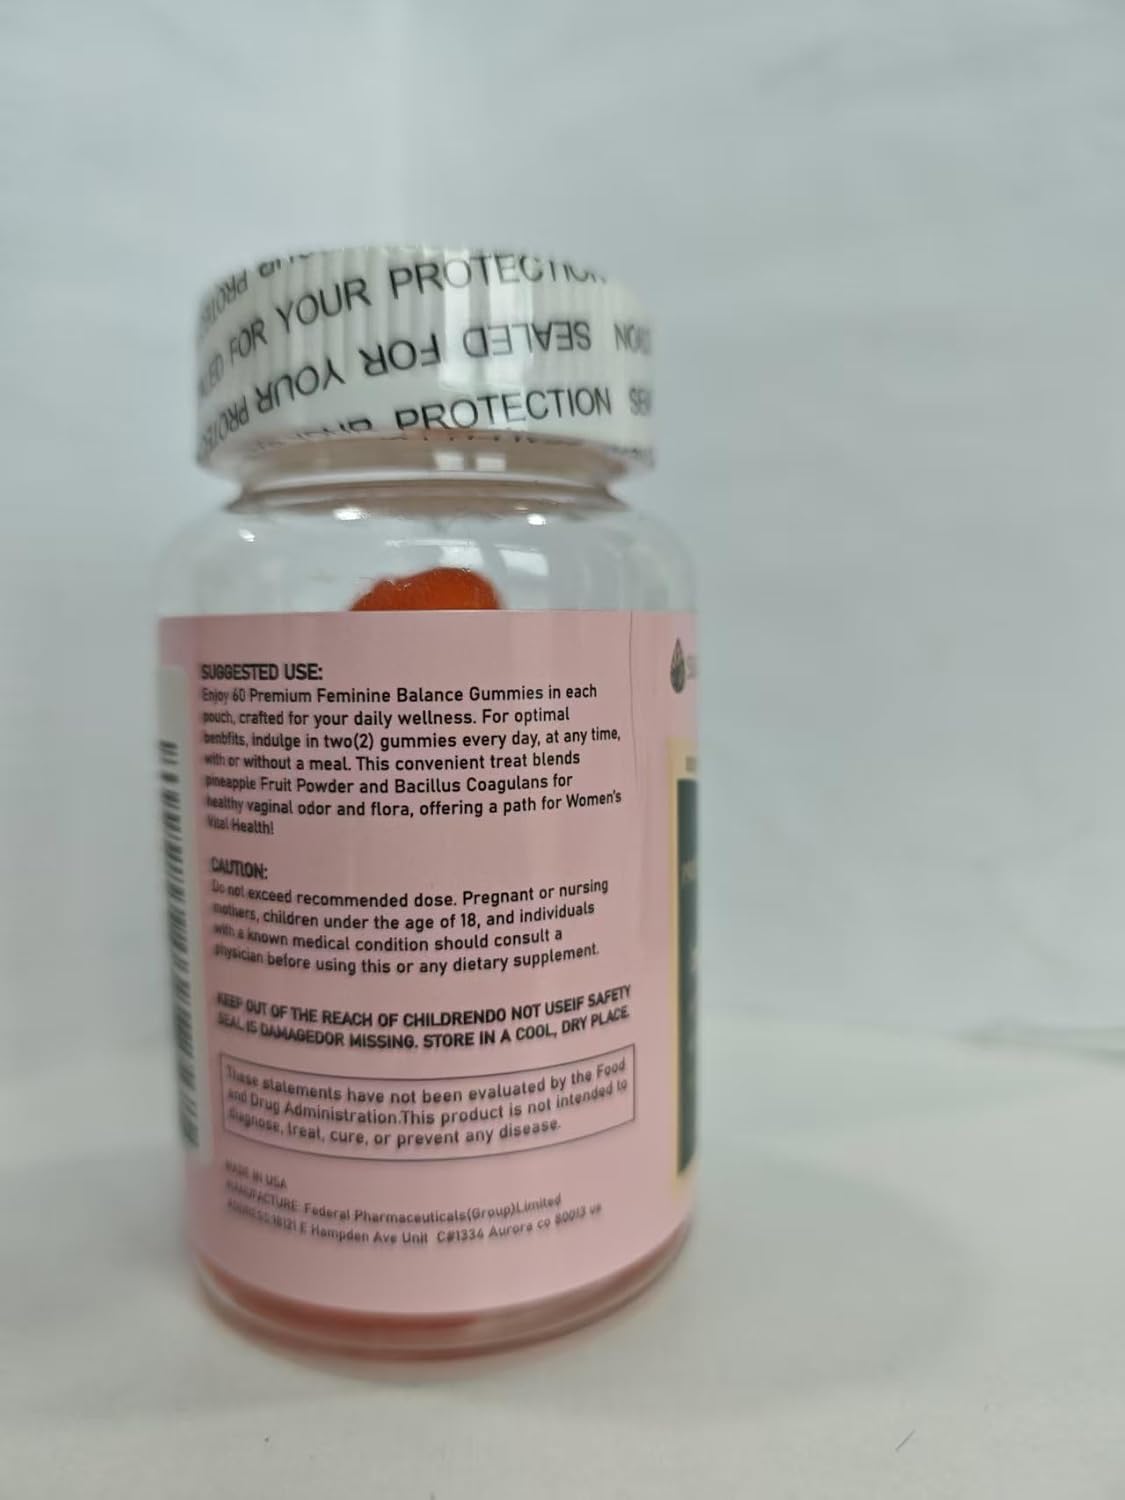 FOR YOUR PROTECTION
SEALED FOR YOUR
PROTECTION
SUGGESTED USE:
Enjoy 60 Premium Feminine Balance Gummies in each
pouch, crafted for your daily wellness. For optimal
benbfits, indulge in two(2) gummies every day, at any time,
with or without a meal. This convenient treat blends
pineapple Fruit Powder and Bacillus Coagulans for
healthy vaginal odor and flora, offering a path for Women's
Vital Health!
CAUTION:
Do not exceed recommended dose. Pregnant or nursing
mothers, children under the age of 18, and individuals
with a known medical condition should consult a
physician before using this or any dietary supplement.
KEEP OUT OF THE REACH OF CHILDRENDO NOT USEIF SAFETY
SEAL IS DAMAGEDOR MISSING. STORE IN A COOL, DRY PLACE.
These statements have not been evaluated by the Food
and Drug Administration.This product is not intended to
diagnose, treat, cure, or prevent any disease.
MADE IN USA
MANUFACTURE: Federal Pharmaceuticals(Group)Limited
ADDRESS:18121 E Hampden Ave Unit C#1334 Aurora co 80013 us